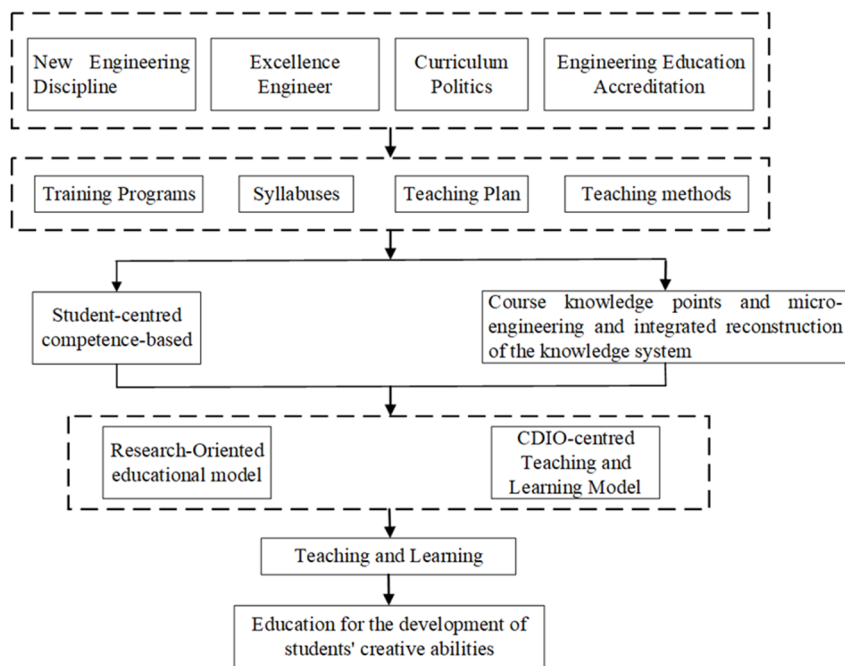 New Engineering
Discipline
Excellence
Engineer
Curriculum
Politics
Engineering Education
Accreditation
Training Programs
Syllabuses
Teaching Plan
Teaching methods
Student-centred
competence-based
Course knowledge points and micro-
engineering and integrated reconstruction
of the knowledge system
Research-Oriented
educational model
CDIO-centred
Teaching and
Learning Model
Teaching and Learning
Education for the development of
students' creative abilities